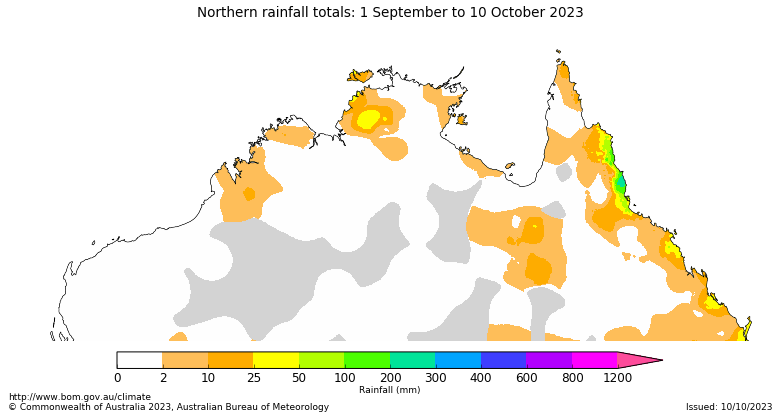 Northern rainfall totals: 1 September to 10 October 2023
0 2 10 25 50 100 200 300 400 600 800 1200
Rainfall (mm)
http://www.bom.gov.au/climate
© Commonwealth of Australia 2023, Australian Bureau of Meteorology Issued: 10/10/2023